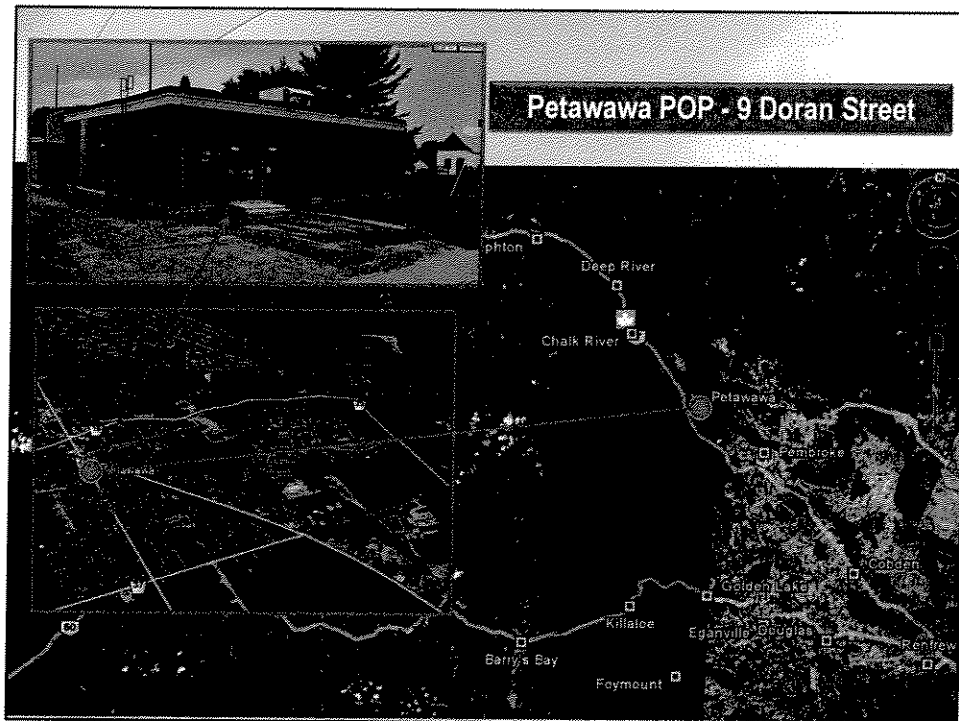 Petawawa POP - 9 Doran Street
phton
Deep River
Chalk River
Petawawa
Pembroke
Cobden
Golden Lake
Killaloe
Eganville
Douglas
Renfrew
Barry's Bay
Foymount